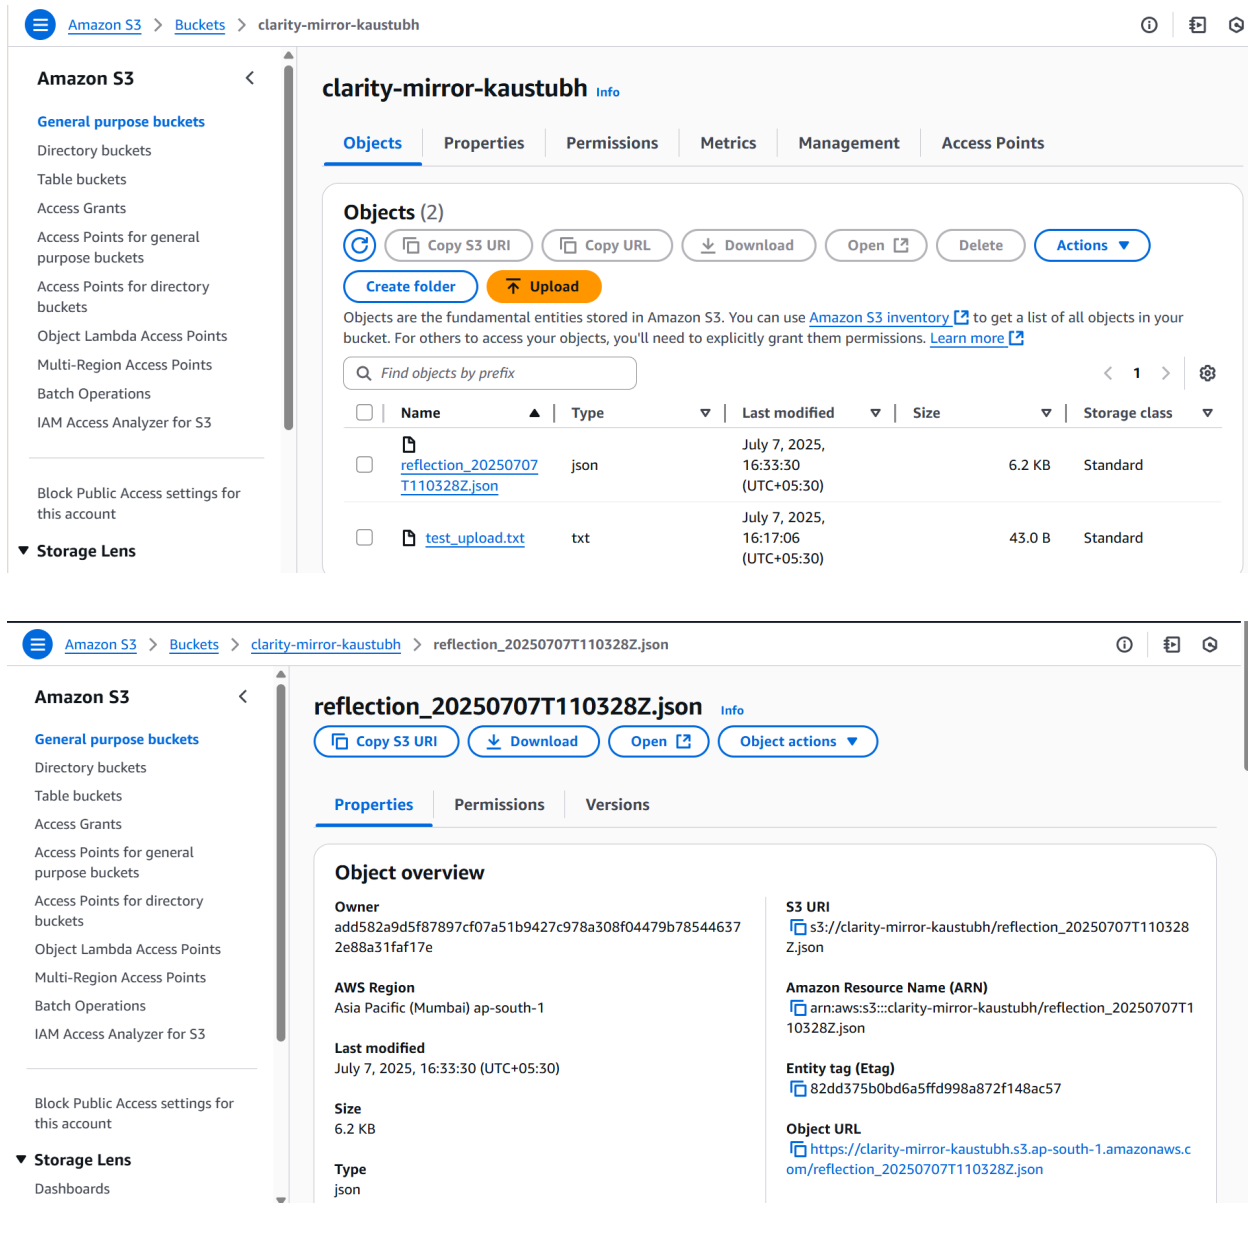 Amazon S3 > Buckets > clarity-mirror-kaustubh
Amazon S3
General purpose buckets
Directory buckets
Table buckets
Access Grants
Access Points for general
purpose buckets
Access Points for directory
buckets
Object Lambda Access Points
Multi-Region Access Points
Batch Operations
IAM Access Analyzer for S3
Block Public Access settings for
this account
Storage Lens
clarity-mirror-kaustubh Info
Objects Properties Permissions Metrics Management Access Points
Objects (2)
Copy S3 URI Copy URL Download Open Delete Actions
Create folder Upload
Objects are the fundamental entities stored in Amazon S3. You can use Amazon S3 inventory to get a list of all objects in your
bucket. For others to access your objects, you'll need to explicitly grant them permissions. Learn more
Find objects by prefix 1
Name Type Last modified Size Storage class
July 7, 2025,
reflection_20250707 json 16:33:30 6.2 KB Standard
T110328Z.json (UTC+05:30)
July 7, 2025,
test_upload.txt txt 16:17:06 43.0 B Standard
(UTC+05:30)
Amazon S3 > Buckets > clarity-mirror-kaustubh > reflection_20250707T110328Z.json
Amazon S3
General purpose buckets
Directory buckets
Table buckets
Access Grants
Access Points for general
purpose buckets
Access Points for directory
buckets
Object Lambda Access Points
Multi-Region Access Points
Batch Operations
IAM Access Analyzer for S3
Block Public Access settings for
this account
Storage Lens
Dashboards
reflection_20250707T110328Z.json Info
Copy S3 URI Download Open Object actions
Properties Permissions Versions
Object overview
Owner
add582a9d5f87897cf07a51b9427c978a308f04479b78544637
2e88a31faf17e
AWS Region
Asia Pacific (Mumbai) ap-south-1
Last modified
July 7, 2025, 16:33:30 (UTC+05:30)
Size
6.2 KB
Type
json
S3 URI
s3://clarity-mirror-kaustubh/reflection_20250707T110328
Z.json
Amazon Resource Name (ARN)
arn:aws:s3:::clarity-mirror-kaustubh/reflection_20250707T1
10328Z.json
Entity tag (Etag)
82dd375b0bd6a5ffd998a872f148ac57
Object URL
https://clarity-mirror-kaustubh.s3.ap-south-1.amazonaws.c
om/reflection_20250707T110328Z.json